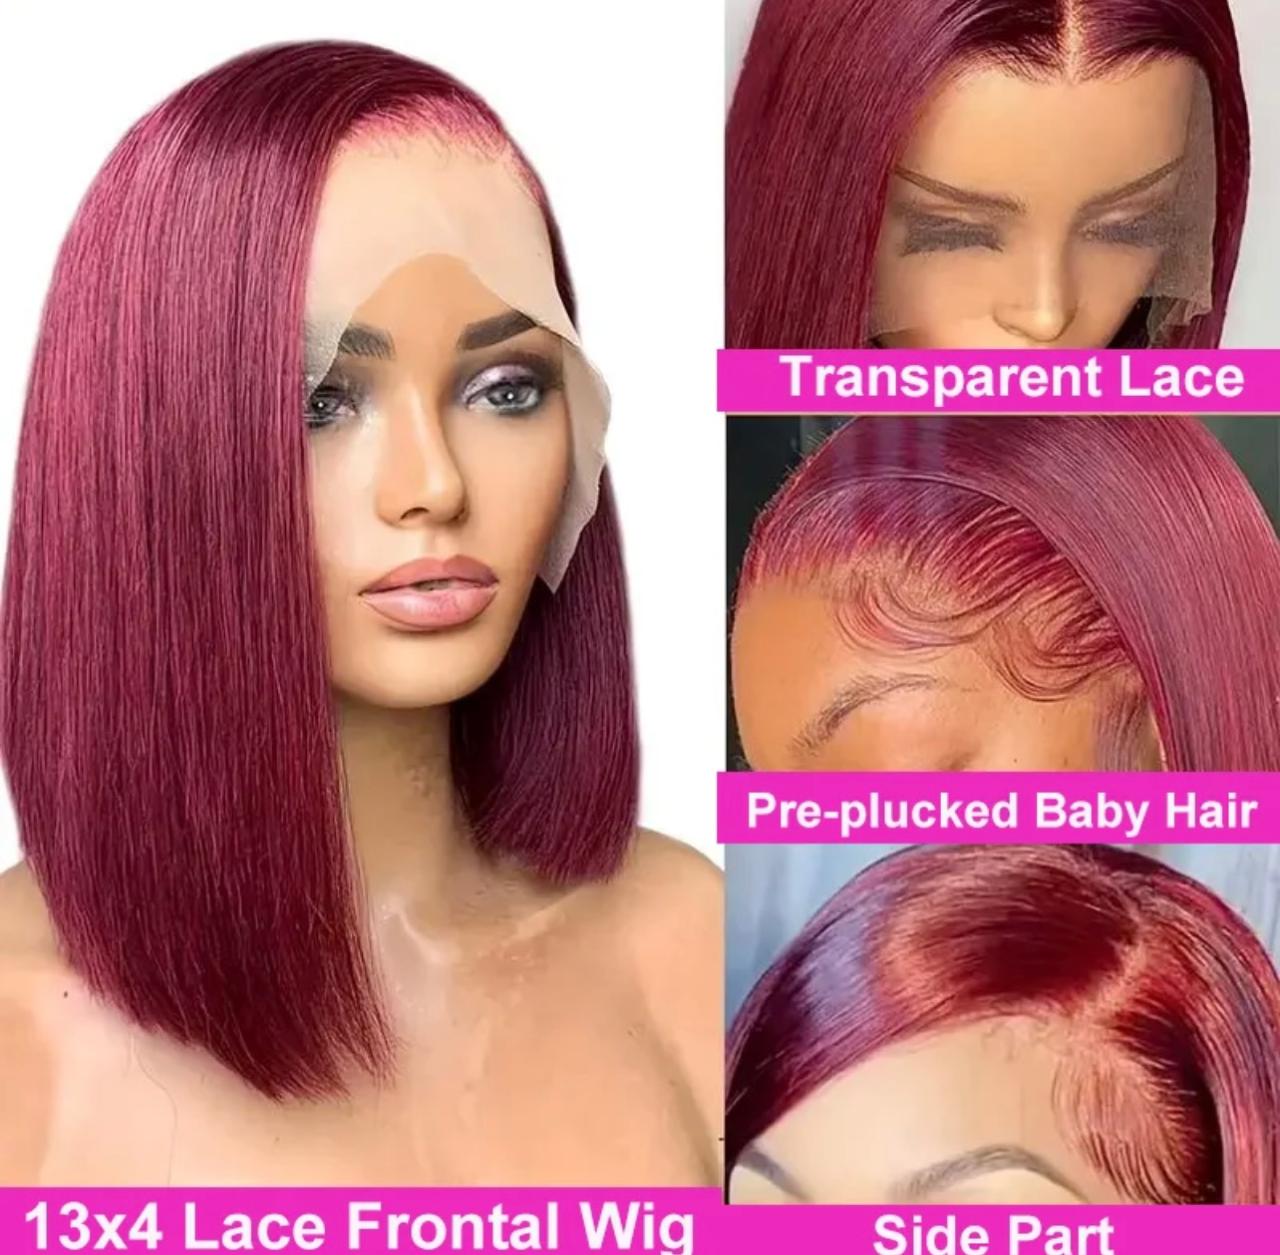 Transparent Lace
Pre-plucked Baby Hair
13x4 Lace Frontal Wig
Side Part